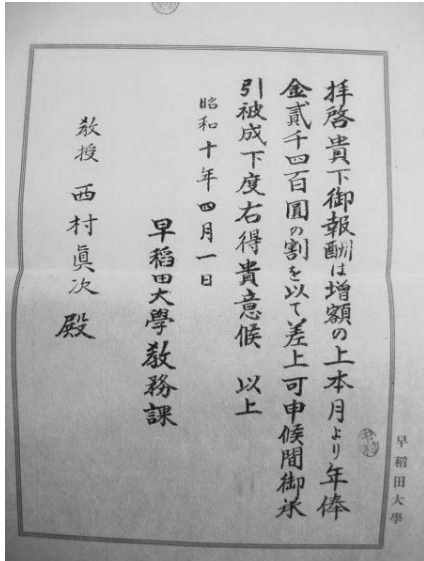 拝啓貴下御報酬は増額の上本月より年俸
金貳千四百圓の割を以て差上可申候間御承
引被成下度右得貴意候 以上
昭和十年四月一日
早稲田大學教務課
教授 西村眞次 殿
早稲田大學